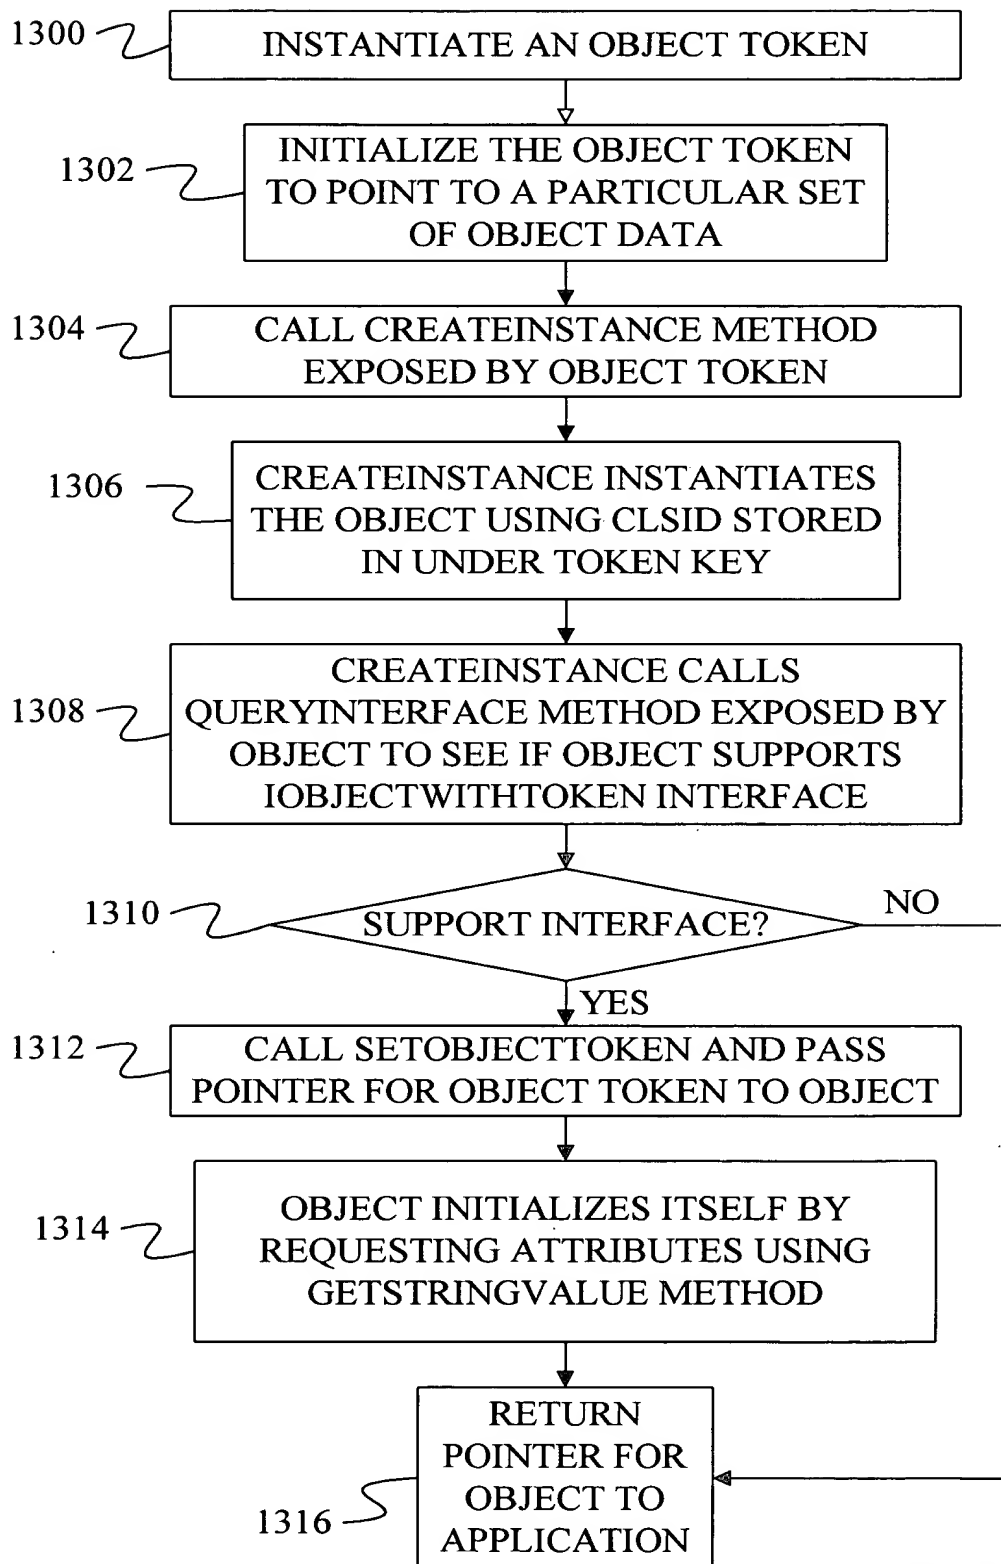 1300
INSTANTIATE AN OBJECT TOKEN
1302
INITIALIZE THE OBJECT TOKEN
TO POINT TO A PARTICULAR SET
OF OBJECT DATA
1304
CALL CREATEINSTANCE METHOD
EXPOSED BY OBJECT TOKEN
1306
CREATEINSTANCE INSTANTIATES
THE OBJECT USING CLSID STORED
IN UNDER TOKEN KEY
1308
CREATEINSTANCE CALLS
QUERYINTERFACE METHOD EXPOSED BY
OBJECT TO SEE IF OBJECT SUPPORTS
IOBJECTWITHTOKEN INTERFACE
1310
SUPPORT INTERFACE?
NO
YES
1312
CALL SETOBJECTTOKEN AND PASS
POINTER FOR OBJECT TOKEN TO OBJECT
1314
OBJECT INITIALIZES ITSELF BY
REQUESTING ATTRIBUTES USING
GETSTRINGVALUE METHOD
1316
RETURN
POINTER FOR
OBJECT TO
APPLICATION